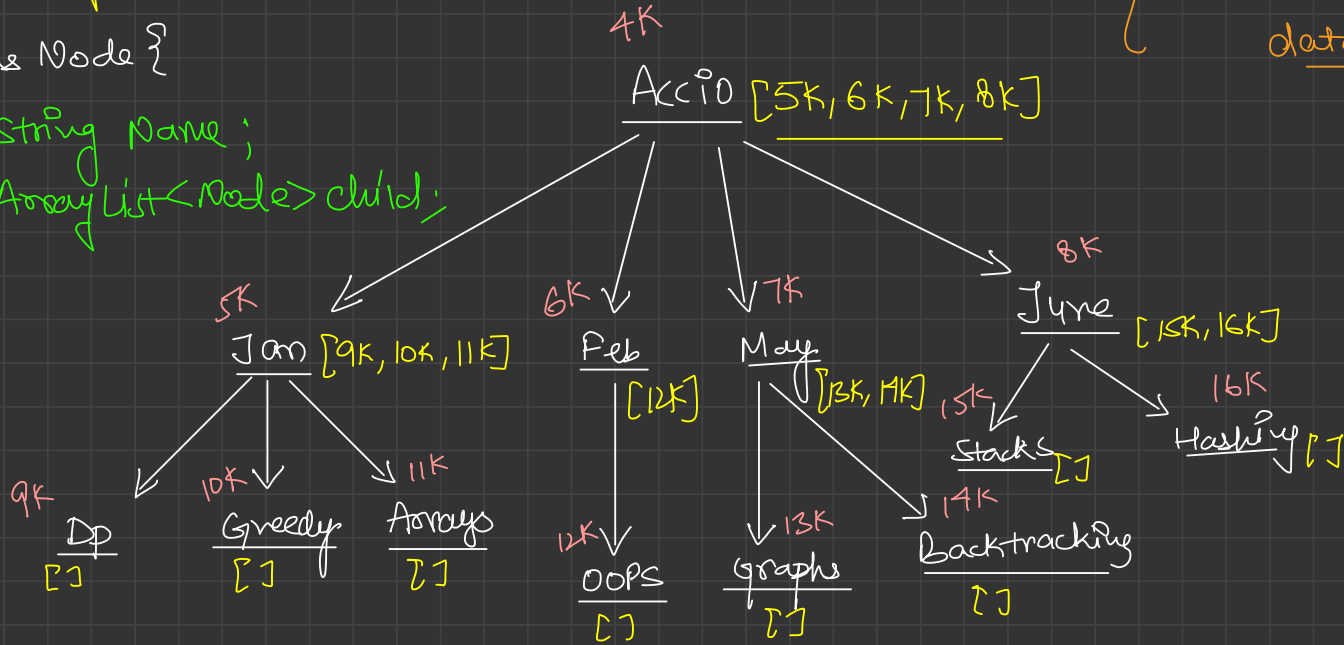 4K
s Node {
data
Accio [5K, 6K, 7K, 8K]
String Name;
ArrayList<Node> child;
8K
5K
6K
7K
June [15K, 16K]
Jan [9K, 10K, 11K]
Feb
May
[12K]
[13K, 14K]
15K
16K
Stacks []
Hashing []
9K
10K
11K
14K
Dp
Greedy
Arrays
12K
13K
Backtracking
[]
[]
[]
OOPS
Graphs
[]
[]
[]